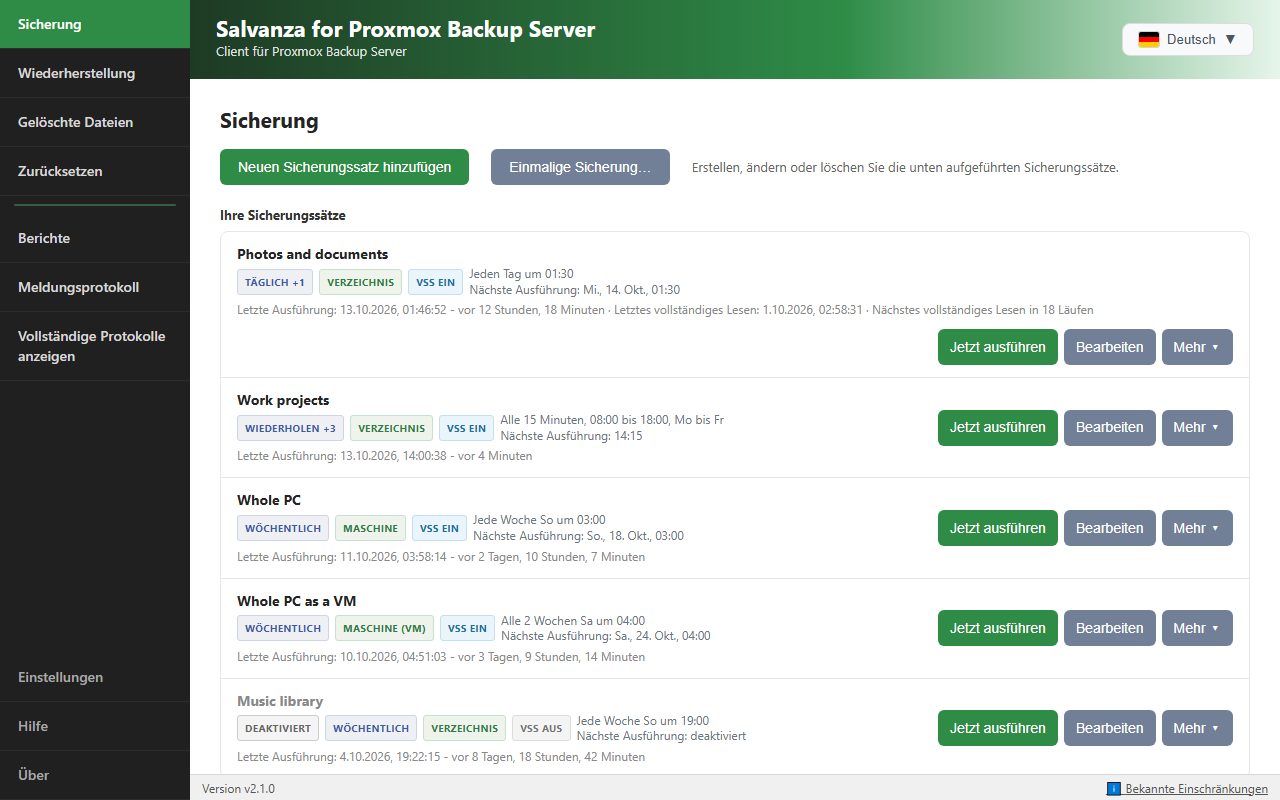 Sicherung
Wiederherstellung
Gelöschte Dateien
Zurücksetzen
Berichte
Meldungsprotokoll
Vollständige Protokolle
anzeigen
Einstellungen
Hilfe
Über
Salvanza for Proxmox Backup Server
Client für Proxmox Backup Server
Deutsch ▼
Sicherung
Neuen Sicherungssatz hinzufügen
Einmalige Sicherung...
Erstellen, ändern oder löschen Sie die unten aufgeführten Sicherungssätze.
Ihre Sicherungssätze
Photos and documents
TÄGLICH +1 VERZEICHNIS VSS EIN
Jeden Tag um 01:30
Nächste Ausführung: Mi., 14. Okt., 01:30
Letzte Ausführung: 13.10.2026, 01:46:52 - vor 12 Stunden, 18 Minuten · Letztes vollständiges Lesen: 1.10.2026, 02:58:31 · Nächstes vollständiges Lesen in 18 Läufen
Jetzt ausführen Bearbeiten Mehr ▾
Work projects
WIEDERHOLEN +3 VERZEICHNIS VSS EIN
Alle 15 Minuten, 08:00 bis 18:00, Mo bis Fr
Nächste Ausführung: 14:15
Letzte Ausführung: 13.10.2026, 14:00:38 - vor 4 Minuten
Jetzt ausführen Bearbeiten Mehr ▾
Whole PC
WÖCHENTLICH MASCHINE VSS EIN
Jede Woche So um 03:00
Nächste Ausführung: So., 18. Okt., 03:00
Letzte Ausführung: 11.10.2026, 03:58:14 - vor 2 Tagen, 10 Stunden, 7 Minuten
Jetzt ausführen Bearbeiten Mehr ▾
Whole PC as a VM
WÖCHENTLICH MASCHINE (VM) VSS EIN
Alle 2 Wochen Sa um 04:00
Nächste Ausführung: Sa., 24. Okt., 04:00
Letzte Ausführung: 10.10.2026, 04:51:03 - vor 3 Tagen, 9 Stunden, 14 Minuten
Jetzt ausführen Bearbeiten Mehr ▾
Music library
DEAKTIVIERT WÖCHENTLICH VERZEICHNIS VSS AUS
Jede Woche So um 19:00
Nächste Ausführung: deaktiviert
Letzte Ausführung: 4.10.2026, 19:22:15 - vor 8 Tagen, 18 Stunden, 42 Minuten
Jetzt ausführen Bearbeiten Mehr ▾
Version v2.1.0
ℹ Bekannte Einschränkungen